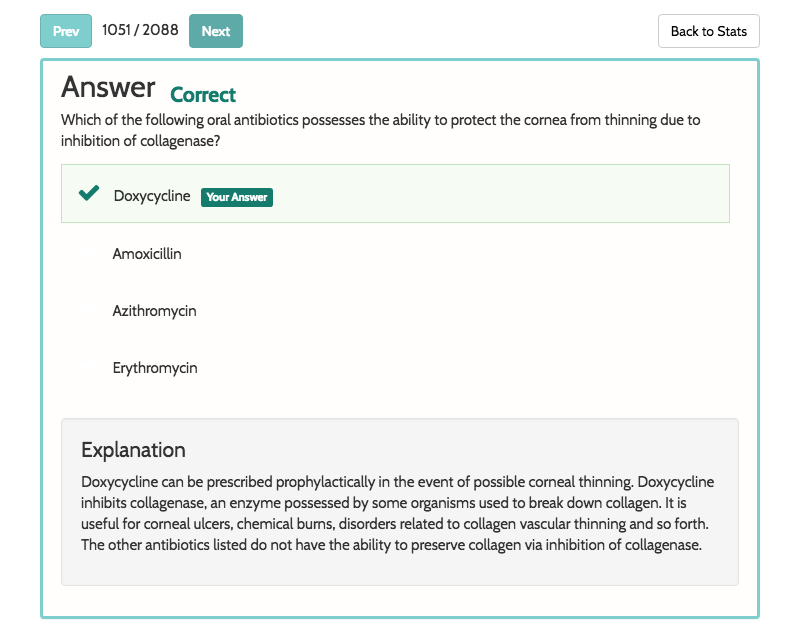 Prev 1051 / 2088 Next Back to Stats
Answer Correct
Which of the following oral antibiotics possesses the ability to protect the cornea from thinning due to
inhibition of collagenase?
Doxycycline Your Answer
Amoxicillin
Azithromycin
Erythromycin
Explanation
Doxycycline can be prescribed prophylactically in the event of possible corneal thinning. Doxycycline
inhibits collagenase, an enzyme possessed by some organisms used to break down collagen. It is
useful for corneal ulcers, chemical burns, disorders related to collagen vascular thinning and so forth.
The other antibiotics listed do not have the ability to preserve collagen via inhibition of collagenase.